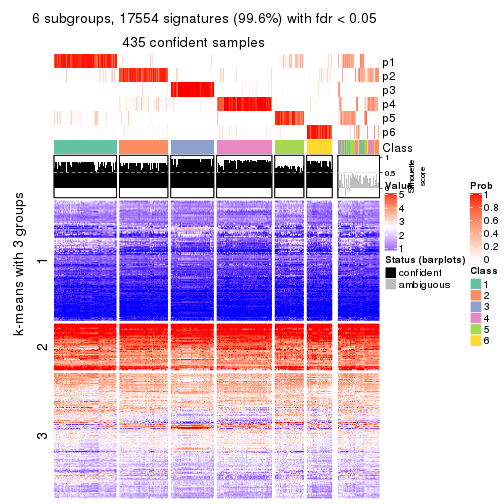 6 subgroups, 17554 signatures (99.6%) with fdr < 0.05
435 confident samples
p1
p2
p3
p4
p5
p6
Class
1
0.5
0
Silhouette
score
k-means with 3 groups
1
2
3
Value
5
4
3
2
1
Status (barplots)
confident
ambiguous
Prob
1
0.8
0.6
0.4
0.2
0
Class
1
2
3
4
5
6